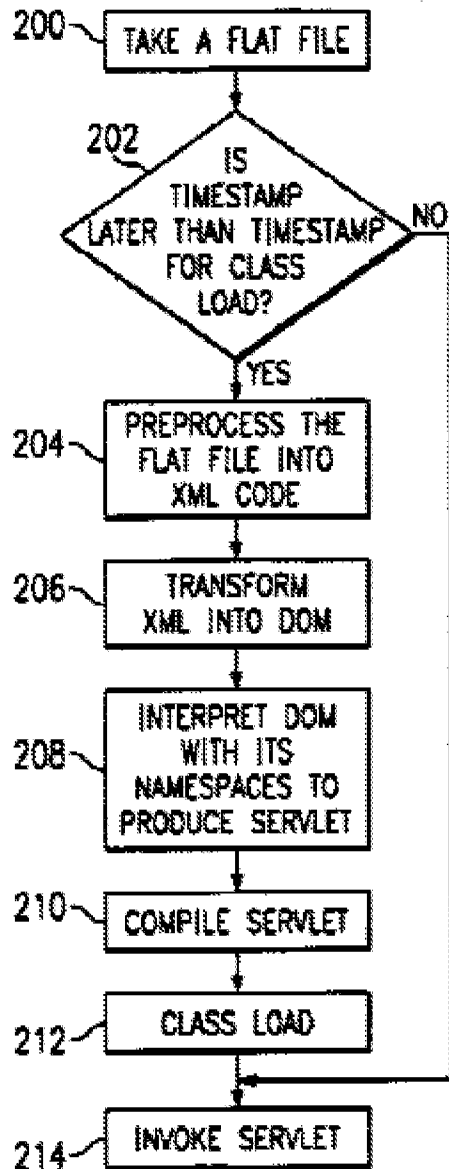 200
TAKE A FLAT FILE
202
IS
TIMESTAMP
LATER THAN TIMESTAMP
FOR CLASS
LOAD?
NO
YES
204
PREPROCESS THE
FLAT FILE INTO
XML CODE
206
TRANSFORM
XML INTO DOM
208
INTERPRET DOM
WITH ITS
NAMESPACES TO
PRODUCE SERVLET
210
COMPILE SERVLET
212
CLASS LOAD
214
INVOKE SERVLET